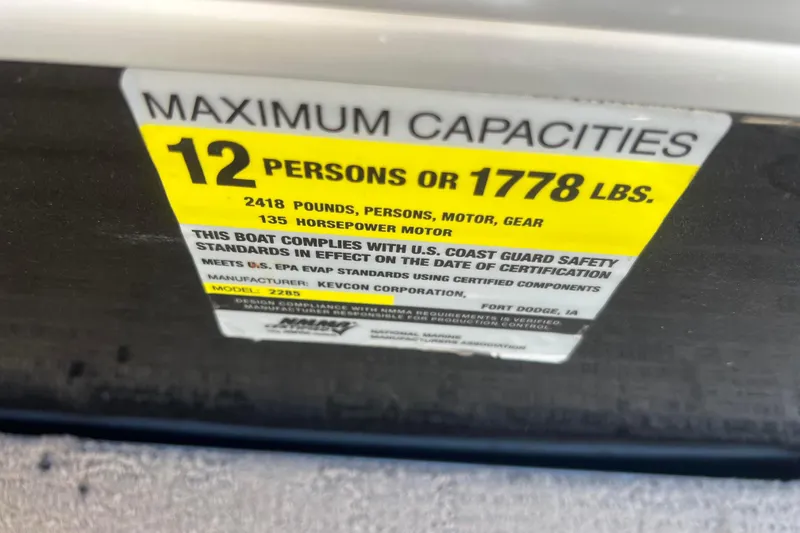 MAXIMUM CAPACITIES
12 PERSONS OR 1778 LBS.
2418 POUNDS, PERSONS, MOTOR, GEAR
135 HORSEPOWER MOTOR
THIS BOAT COMPLIES WITH U.S. COAST GUARD SAFETY
STANDARDS IN EFFECT ON THE DATE OF CERTIFICATION
MEETS U.S. EPA EVAP STANDARDS USING CERTIFIED COMPONENTS
MANUFACTURER: KEVCON CORPORATION,
MODEL: 2285 FORT DODGE, IA
DESIGN COMPLIANCE WITH NMMA REQUIREMENTS IS VERIFIED.
MANUFACTURER RESPONSIBLE FOR PRODUCTION CONTROL.
NMMA
NATIONAL MARINE
MANUFACTURERS ASSOCIATION